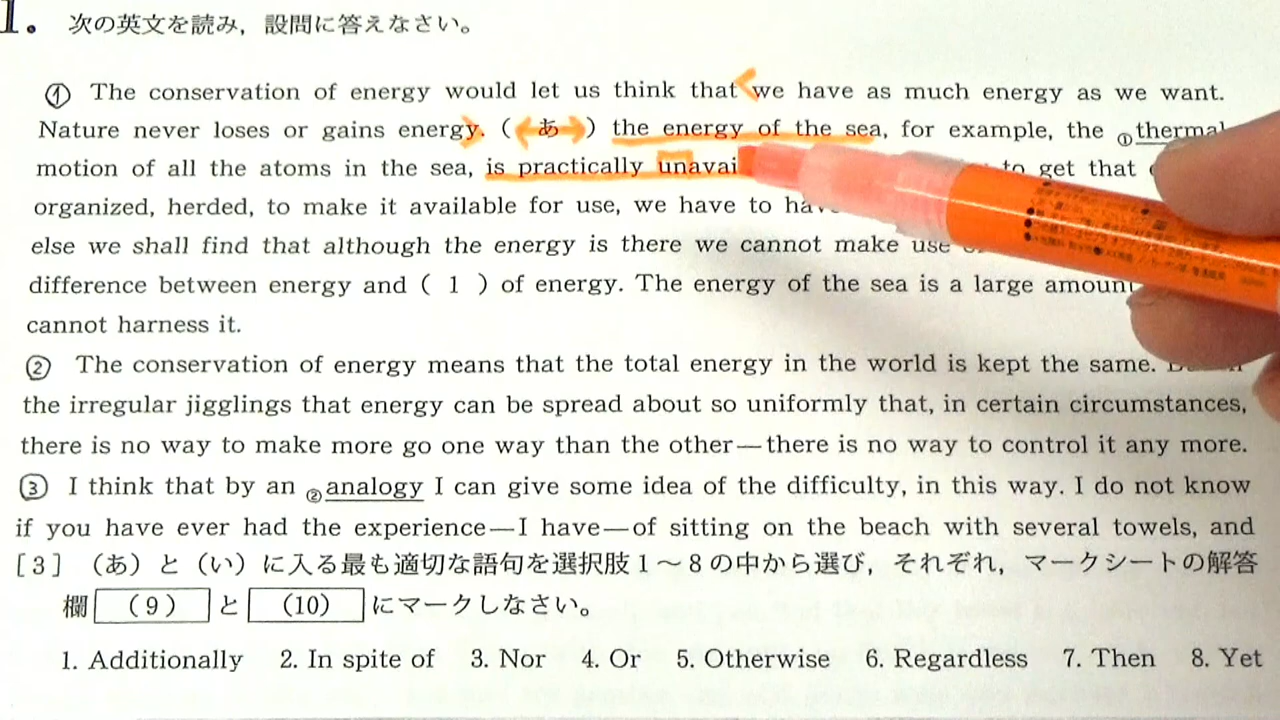 1. 次の英文を読み，設問に答えなさい。
① The conservation of energy would let us think that we have as much energy as we want.
Nature never loses or gains energy. ( あ ) the energy of the sea, for example, the ①thermal
motion of all the atoms in the sea, is practically to get that
organized, herded, to make it available for use, we have to
else we shall find that although the energy is there we cannot make use
difference between energy and ( 1 ) of energy. The energy of the sea is a large amount
cannot harness it.
② The conservation of energy means that the total energy in the world is kept the same.
the irregular jigglings that energy can be spread about so uniformly that, in certain circumstances,
there is no way to make more go one way than the other—there is no way to control it any more.
③ I think that by an ②analogy I can give some idea of the difficulty, in this way. I do not know
if you have ever had the experience—I have—of sitting on the beach with several towels, and
［3］（あ）と（い）に入る最も適切な語句を選択肢1～8の中から選び，それぞれ，マークシートの解答
欄 （9） と （10） にマークしなさい。
1. Additionally 2. In spite of 3. Nor 4. Or 5. Otherwise 6. Regardless 7. Then 8. Yet